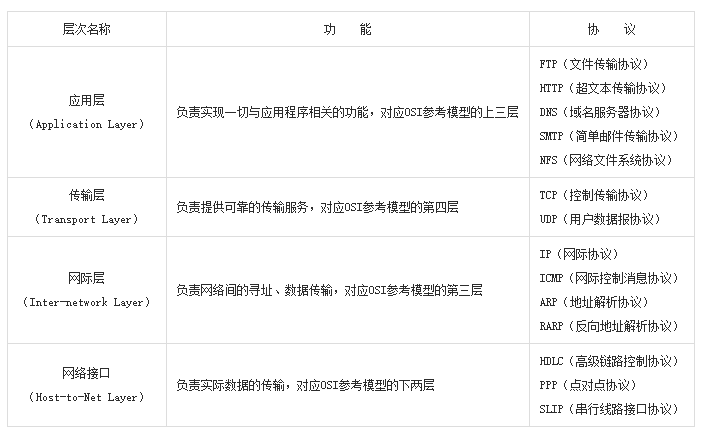 层次名称
功 能
协 议
应用层
(Application Layer)
负责实现一切与应用程序相关的功能，对应OSI参考模型的上三层
FTP（文件传输协议）
HTTP（超文本传输协议）
DNS（域名服务器协议）
SMTP（简单邮件传输协议）
NFS（网络文件系统协议）
传输层
(Transport Layer)
负责提供可靠的传输服务，对应OSI参考模型的第四层
TCP（控制传输协议）
UDP（用户数据报协议）
网际层
(Inter-network Layer)
负责网络间的寻址、数据传输，对应OSI参考模型的第三层
IP（网际协议）
ICMP（网际控制消息协议）
ARP（地址解析协议）
RARP（反向地址解析协议）
网络接口
(Host-to-Net Layer)
负责实际数据的传输，对应OSI参考模型的下两层
HDLC（高级链路控制协议）
PPP（点对点协议）
SLIP（串行线路接口协议）